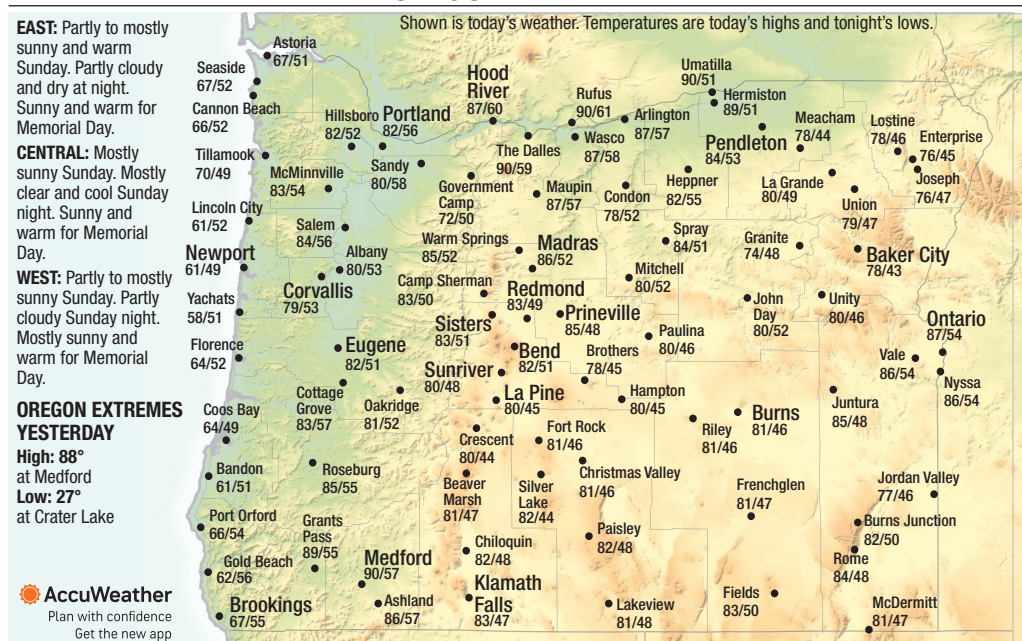 Shown is today's weather. Temperatures are today's highs and tonight's lows.
EAST: Partly to mostly
sunny and warm
Sunday. Partly cloudy
and dry at night.
Sunny and warm for
Memorial Day.
CENTRAL: Mostly
sunny Sunday. Mostly
clear and cool Sunday
night. Sunny and
warm for Memorial
Day.
WEST: Partly to mostly
sunny Sunday. Partly
cloudy Sunday night.
Mostly sunny and
warm for Memorial
Day.
OREGON EXTREMES
YESTERDAY
High: 88°
at Medford
Low: 27°
at Crater Lake
AccuWeather
Plan with confidence
Get the new app
Astoria
67/51
Seaside
67/52
Cannon Beach
66/52
Tillamook
70/49
Lincoln City
61/52
Newport
61/49
Yachats
58/51
Florence
64/52
Coos Bay
64/49
Bandon
61/51
Port Orford
66/54
Gold Beach
62/56
Brookings
67/55
Hillsboro
82/52
Portland
82/56
McMinnville
83/54
Sandy
80/58
Salem
84/56
Albany
80/53
Corvallis
79/53
Eugene
82/51
Cottage
Grove
83/57
Oakridge
81/52
Roseburg
85/55
Grants
Pass
89/55
Medford
90/57
Ashland
86/57
Hood
River
87/60
The Dalles
90/59
Rufus
90/61
Wasco
87/58
Arlington
87/57
Government
Camp
72/50
Maupin
87/57
Condon
78/52
Warm Springs
85/52
Madras
86/52
Camp Sherman
83/50
Redmond
83/49
Mitchell
80/52
Sisters
83/51
Prineville
85/48
Paulina
80/46
Bend
82/51
Brothers
78/45
Sunriver
80/48
La Pine
80/45
Hampton
80/45
Crescent
80/44
Fort Rock
81/46
Christmas Valley
81/46
Beaver
Marsh
81/47
Silver
Lake
82/44
Chiloquin
82/48
Paisley
82/48
Klamath
Falls
83/47
Lakeview
81/48
Umatilla
90/51
Hermiston
89/51
Pendleton
84/53
Meacham
78/44
Lostine
78/46
Enterprise
76/45
Joseph
76/47
Heppner
82/55
La Grande
80/49
Union
79/47
Spray
84/51
Granite
74/48
Baker City
78/43
John
Day
80/52
Unity
80/46
Ontario
87/54
Vale
86/54
Nyssa
86/54
Juntura
85/48
Burns
81/46
Riley
81/46
Frenchglen
81/47
Jordan Valley
77/46
Burns Junction
82/50
Rome
84/48
Fields
83/50
McDermitt
81/47